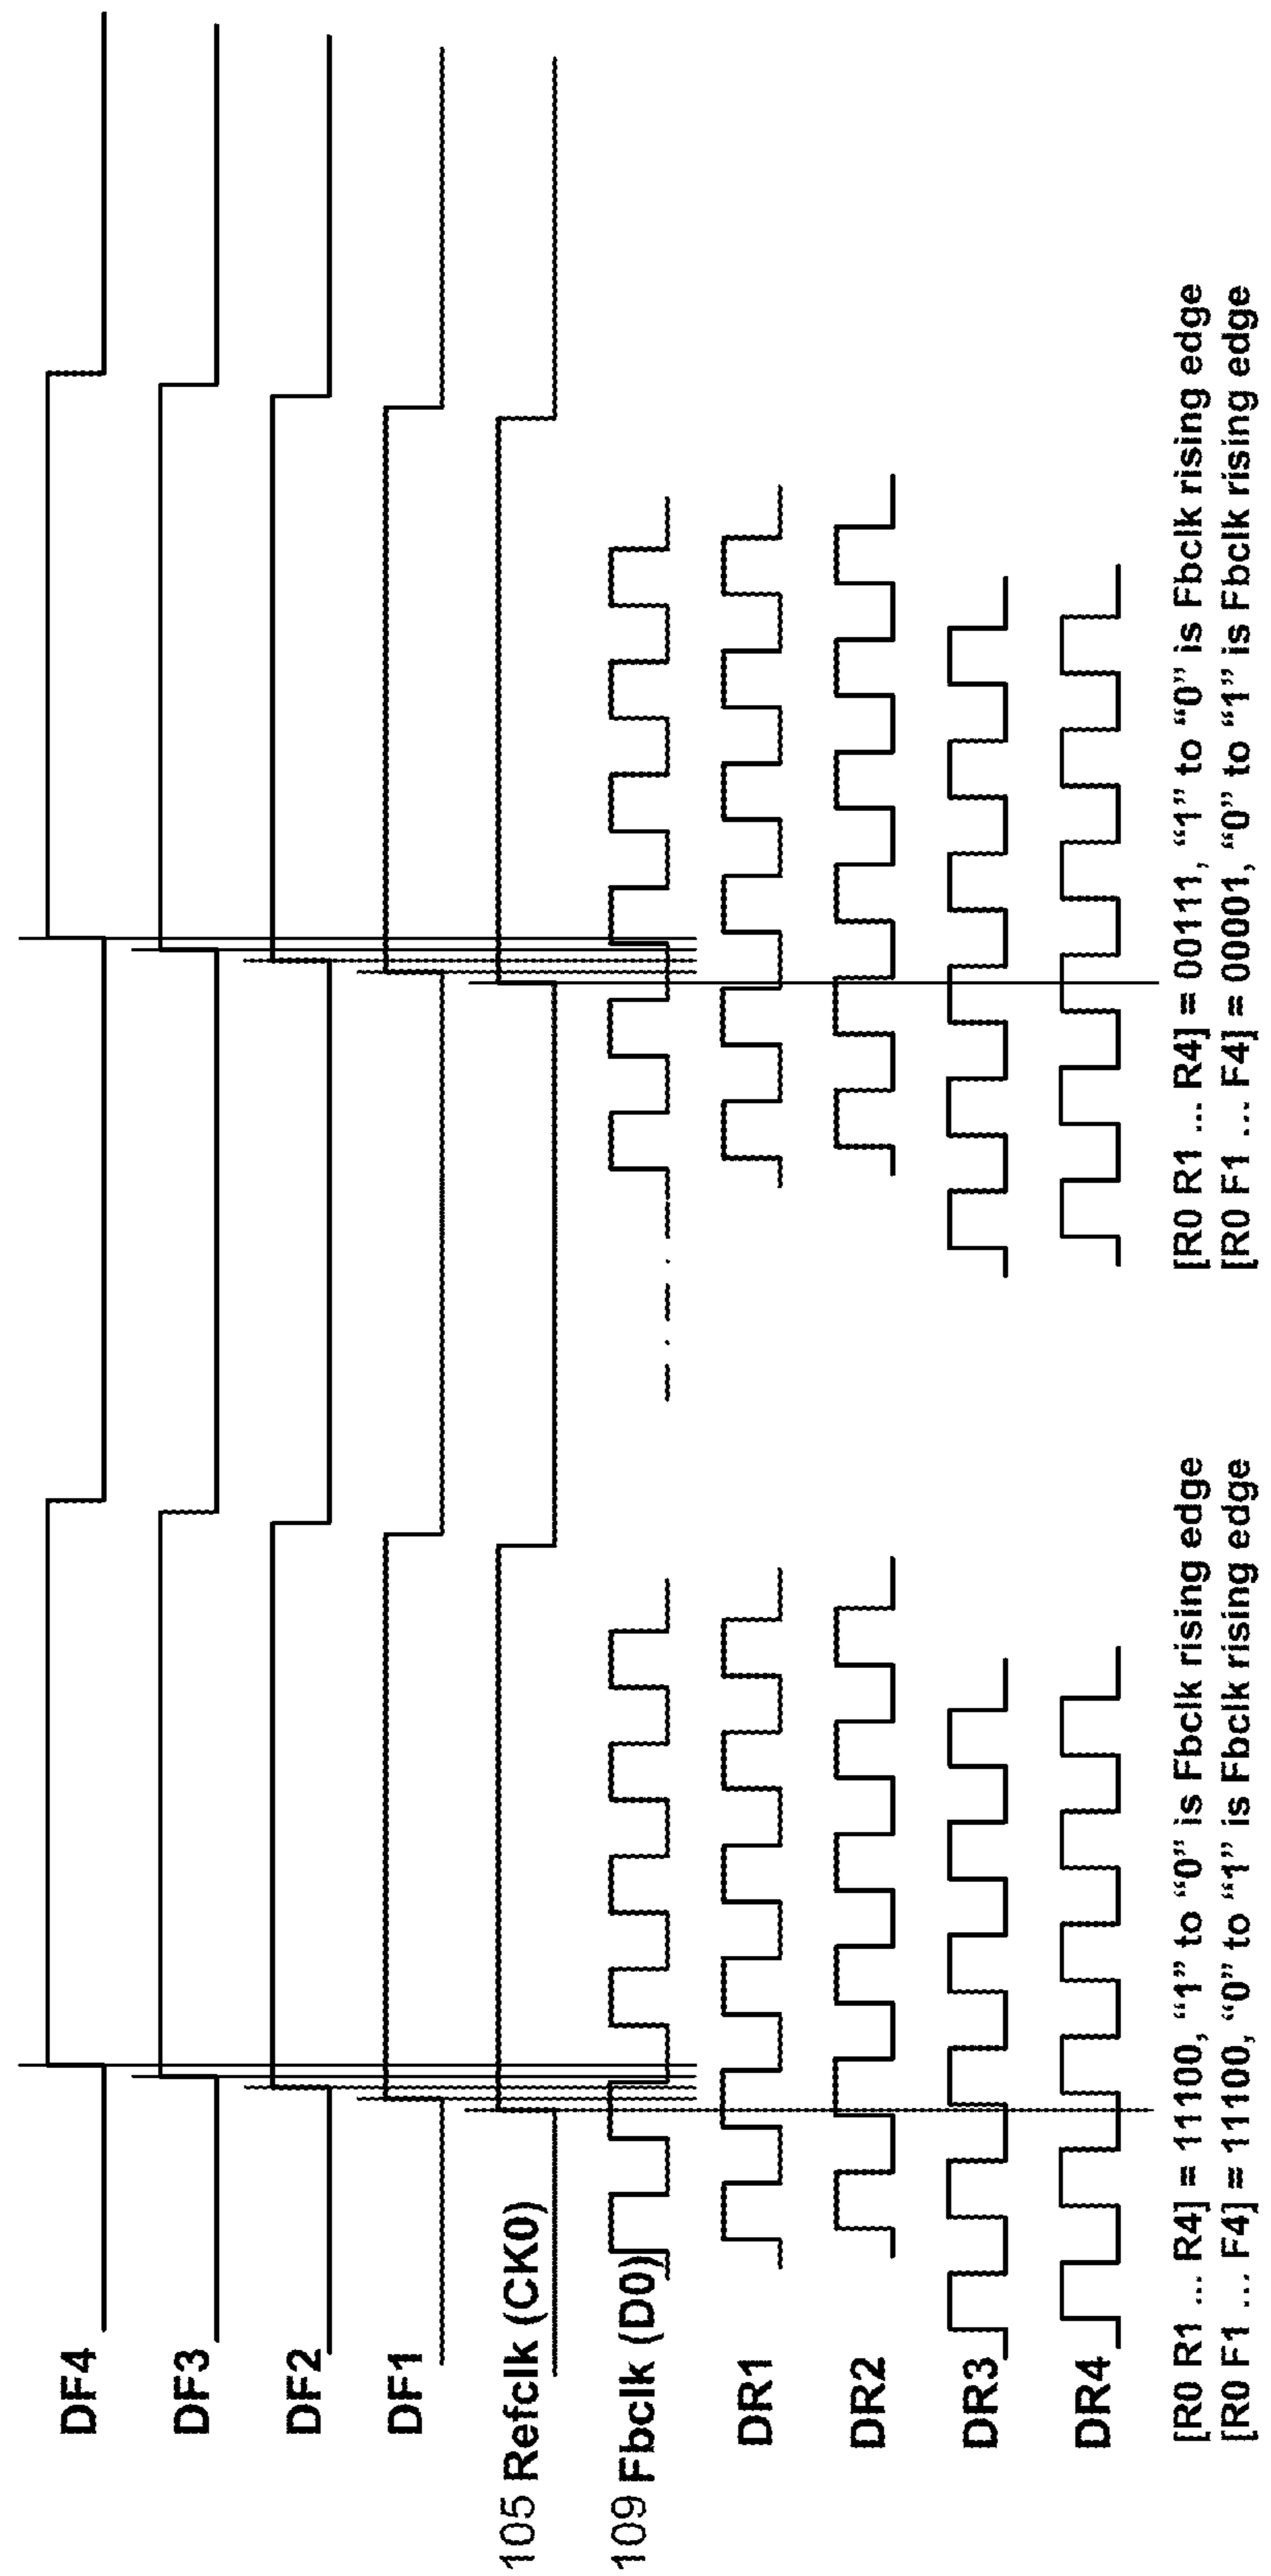 DF4
DF3
DF2
DF1
105 Refclk (CK0)
109 Fbclk (D0)
DR1
DR2
DR3
DR4
[R0 R1 ... R4] = 11100, “1” to “0” is Fbclk rising edge
[R0 F1 ... F4] = 11100, “0” to “1” is Fbclk rising edge
[R0 R1 ... R4] = 00111, “1” to “0” is Fbclk rising edge
[R0 F1 ... F4] = 00001, “0” to “1” is Fbclk rising edge